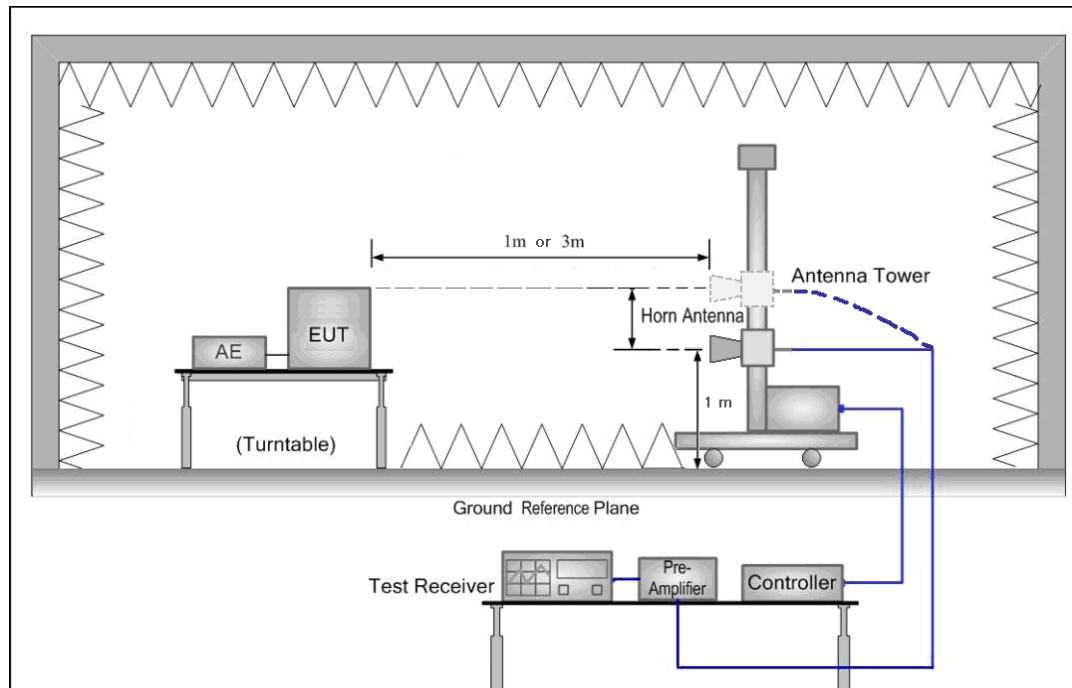 1m or 3m
Antenna Tower
Horn Antenna
EUT
AE
1 m
(Turntable)
Ground Reference Plane
Test Receiver
Pre-
Amplifier
Controller